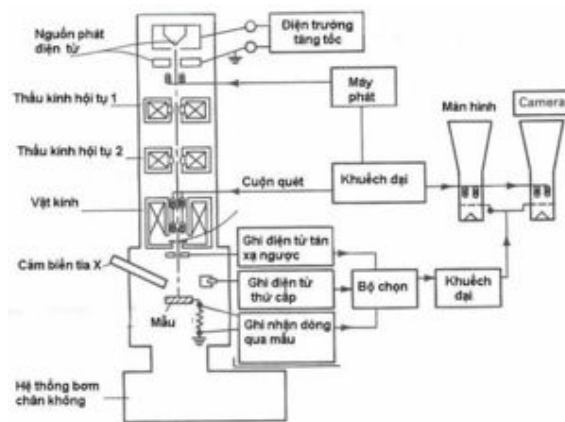 Nguồn phát
điện tử
Điện trường
tăng tốc
Thấu kính hội tụ 1
Máy
phát
Màn hình
Camera
Thấu kính hội tụ 2
Cuộn quét
Khuếch đại
Vật kính
Ghi điện tử tán
xạ ngược
Cảm biến tia X
Ghi điện tử
thứ cấp
Bộ chọn
Khuếch
đại
Mẫu
Ghi nhận dòng
qua mẫu
Hệ thống bơm
chân không